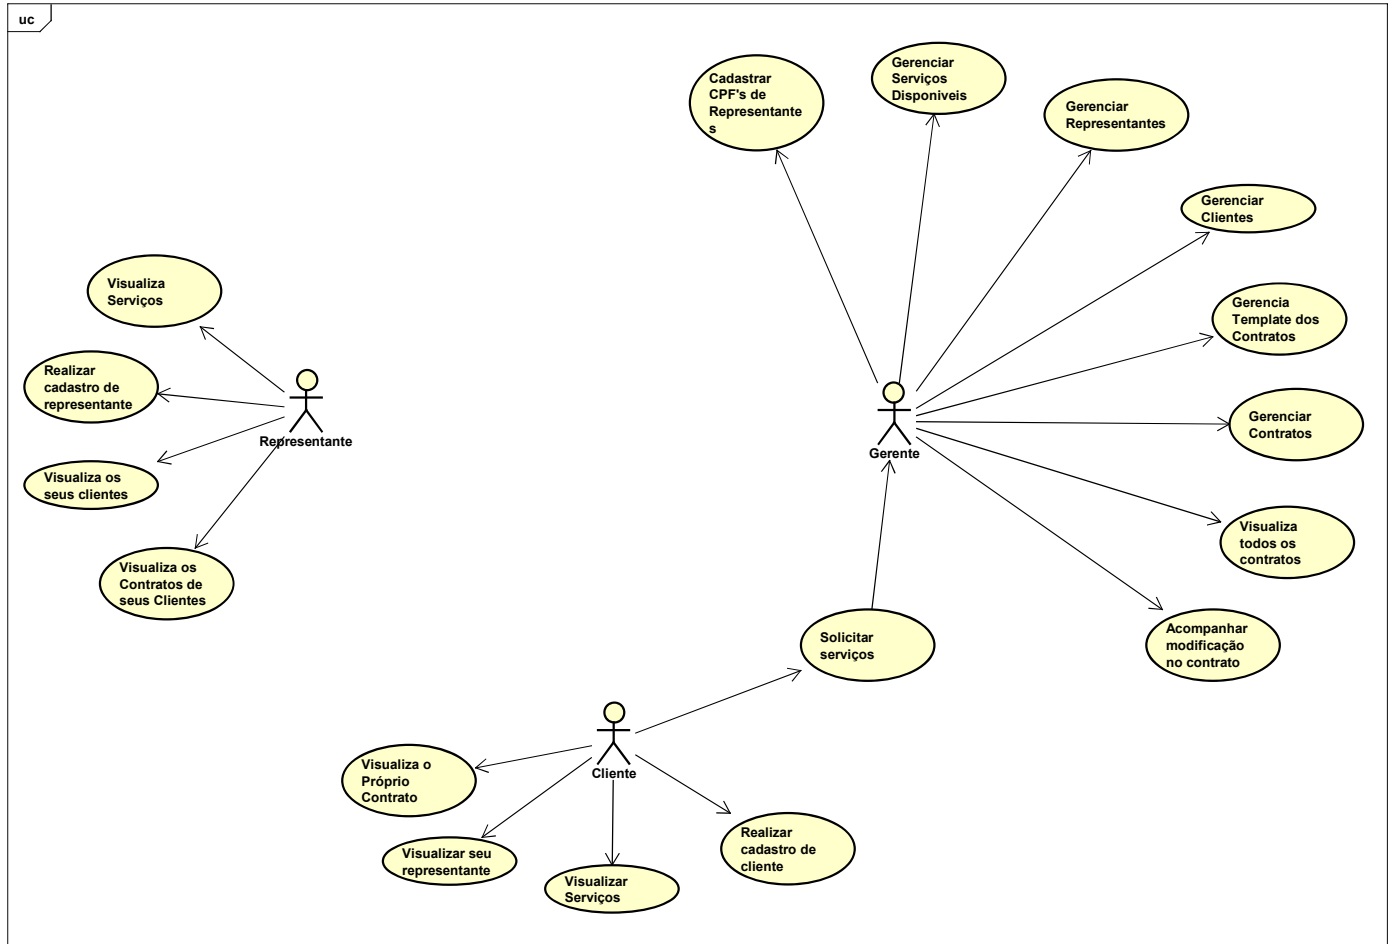 uc
Cadastrar
CPF's de
Representante
s
Gerenciar
Serviços
Disponiveis
Gerenciar
Representantes
Gerenciar
Clientes
Visualiza
Serviços
Gerencia
Template dos
Contratos
Realizar
cadastro de
representante
Representante
Gerente
Gerenciar
Contratos
Visualiza os
seus clientes
Visualiza
todos os
contratos
Visualiza os
Contratos de
seus Clientes
Solicitar
serviços
Acompanhar
modificação
no contrato
Cliente
Visualiza o
Próprio
Contrato
Visualizar seu
representante
Visualizar
Serviços
Realizar
cadastro de
cliente